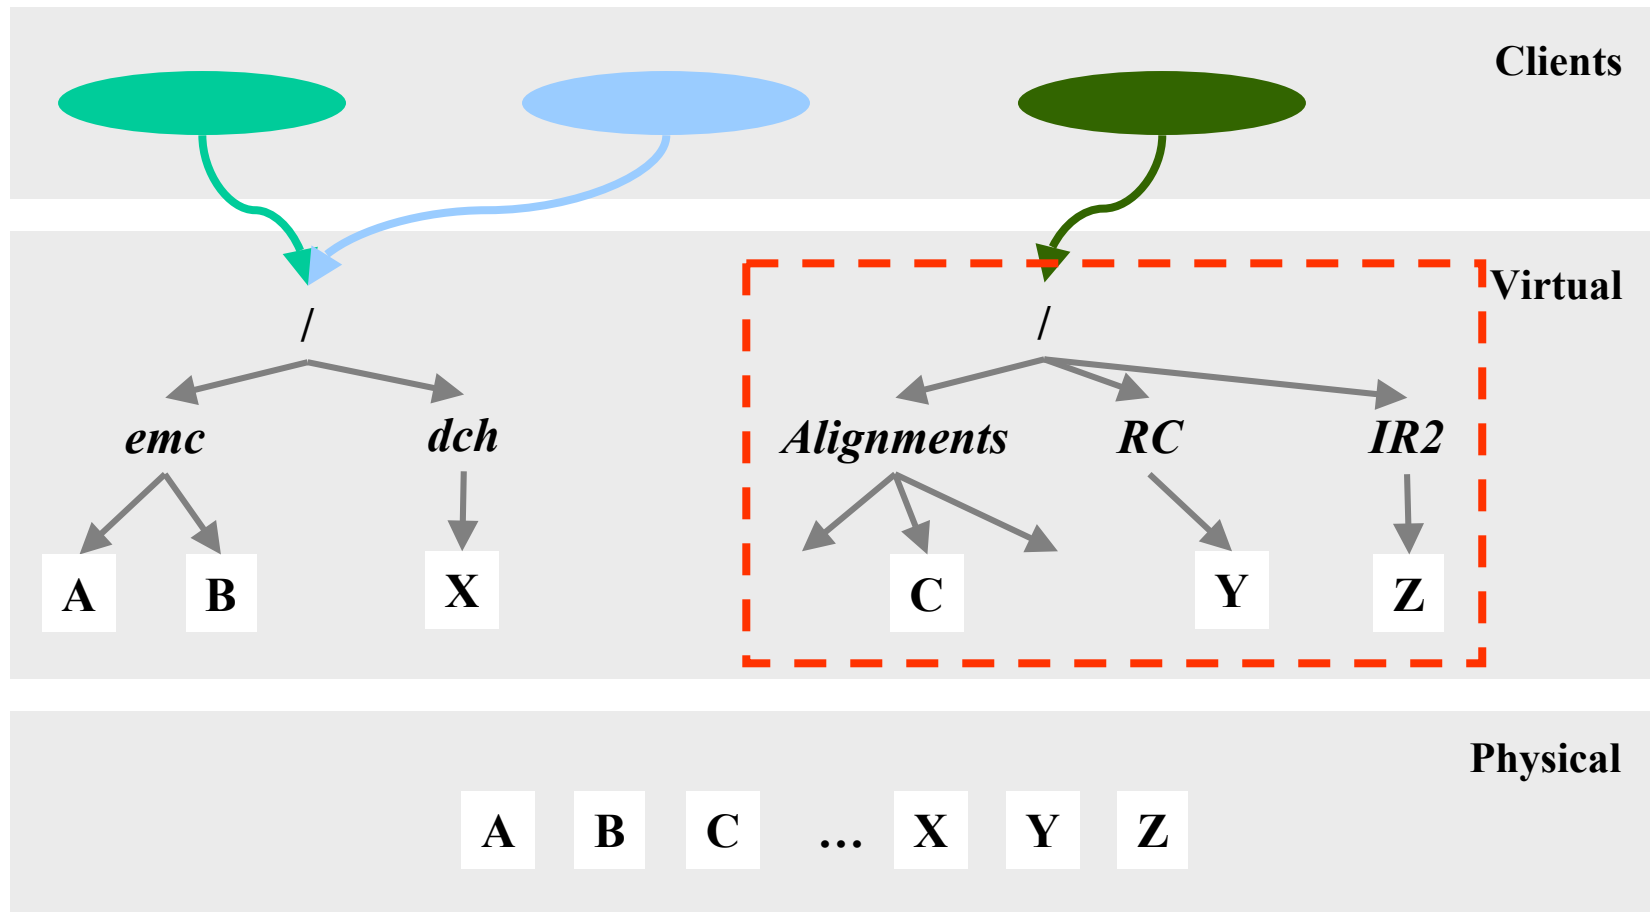 Clients
Virtual
/ /
emc dch Alignments RC IR2
A B X C Y Z
Physical
A B C ... X Y Z